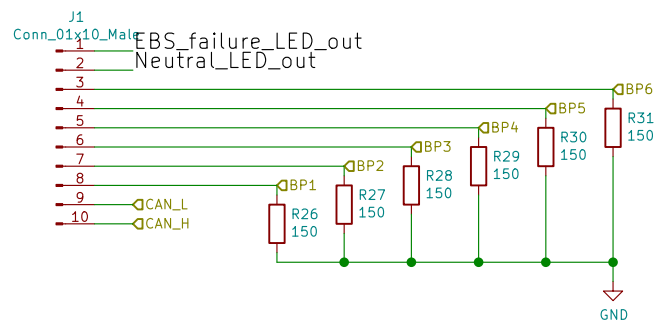 J1
Conn_01x10_Male
1 EBS_failure_LED_out
2 Neutral_LED_out
3 BP6
4 BP5
5 BP4
6 BP3
7 BP2
8 BP1
9 CAN_L
10 CAN_H
R31
150
R30
150
R29
150
R28
150
R27
150
R26
150
GND